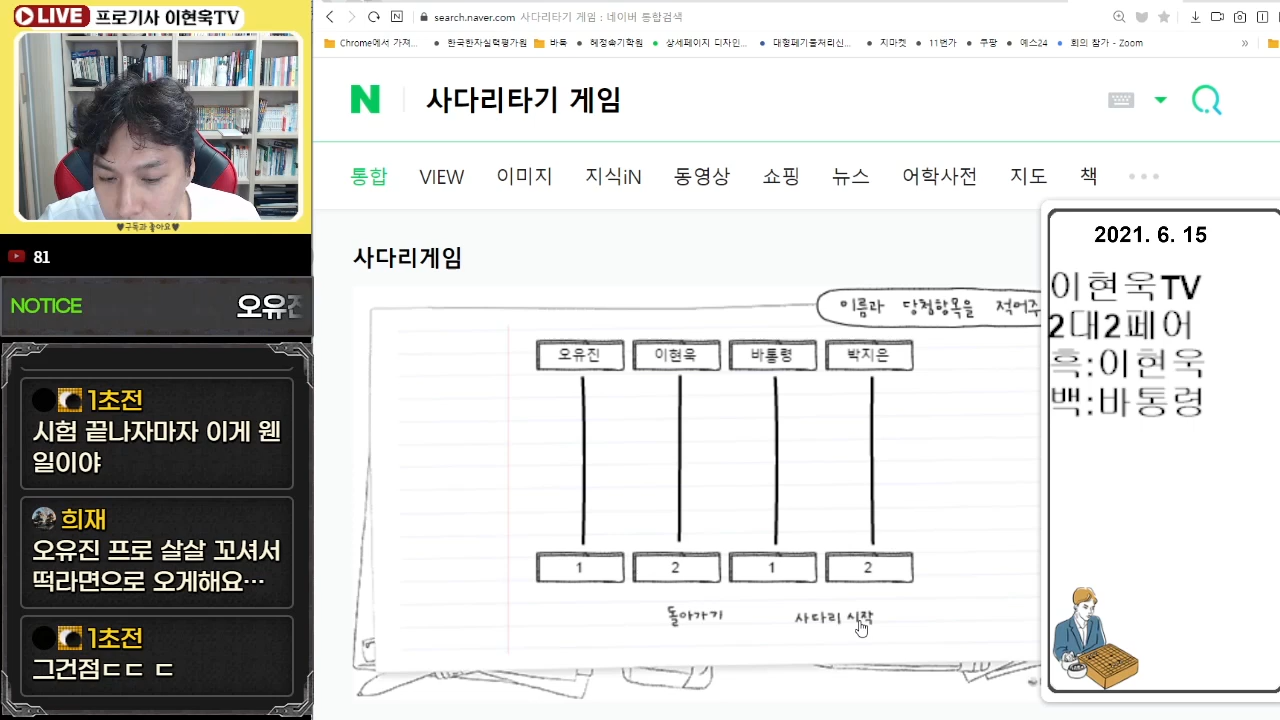 LIVE 프로기사 이현욱TV
♥구독과 좋아요♥
81
NOTICE 오유진
1초전
시험 끝나자마자 이게 웬
일이야
희재
오유진 프로 살살 꼬셔서
떡라면으로 오게해요…
1초전
그건점ㄷㄷ ㄷ
search.naver.com 사다리타기 게임 : 네이버 통합검색
Chrome에서 가져...
바둑
지마켓
11번가
쿠팡
예스24
회의 참가 - Zoom
N 사다리타기 게임
통합 VIEW 이미지 지식iN 동영상 쇼핑 뉴스 어학사전 지도 책
사다리게임
이름과 당첨항목을 적어주
오유진 이현욱 바통령 박지은
1 2 1 2
돌아가기 사다리 시작
2021. 6. 15
이현욱TV
2대2페어
흑:이현욱
백:바통령